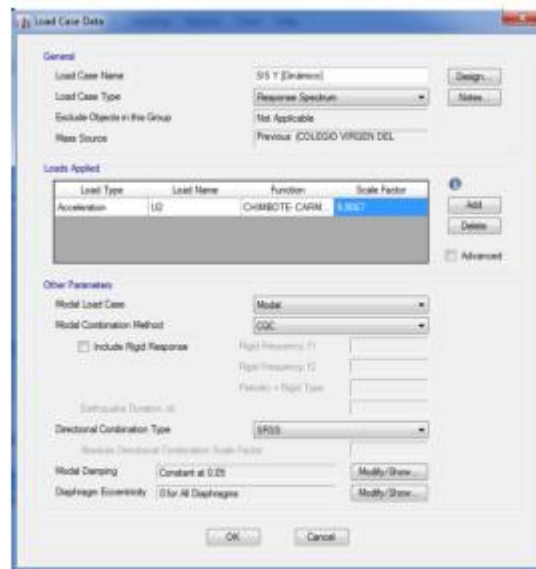 Load Case Data
General
Load Case Name SIS Y (Dinámico) Design...
Load Case Type Response Spectrum Notes...
Exclude Objects in this Group Not Applicable
Mass Source Previous (COLEGIO VIRGEN DEL
Loads Applied
Load Type Load Name Function Scale Factor
Acceleration U2 CHIMBOTE- CARM... 9.8067
Add
Delete
Advanced
Other Parameters
Modal Load Case Modal
Modal Combination Method CQC
Include Rigid Response Rigid Frequency, f1
Rigid Frequency, f2
Periodic + Rigid Type
Earthquake Duration, td
Directional Combination Type SRSS
Absolute Directional Combination Scale Factor
Modal Damping Constant at 0.05 Modify/Show...
Diaphragm Eccentricity 0 for All Diaphragms Modify/Show...
OK Cancel